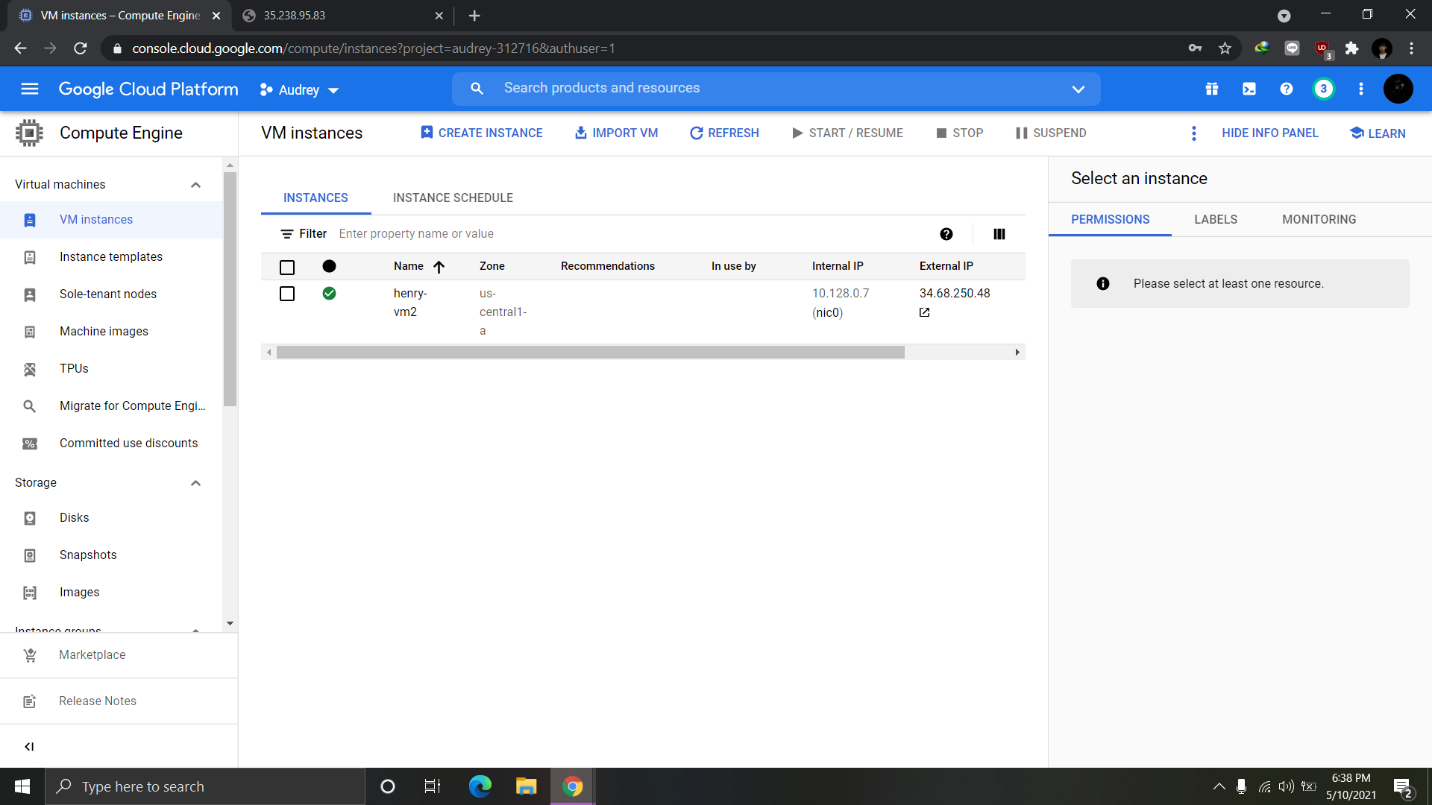 VM instances – Compute Engine
35.238.95.83
console.cloud.google.com/compute/instances?project=audrey-312716&authuser=1
UD
3
Google Cloud Platform
Audrey
Search products and resources
3
Compute Engine
VM instances
CREATE INSTANCE
IMPORT VM
REFRESH
START / RESUME
STOP
SUSPEND
HIDE INFO PANEL
LEARN
Virtual machines
VM instances
Instance templates
Sole-tenant nodes
Machine images
TPUs
Migrate for Compute Engi...
Committed use discounts
Storage
Disks
Snapshots
Images
Instance groups
Marketplace
Release Notes
INSTANCES
INSTANCE SCHEDULE
Filter
Enter property name or value
Name
Zone
Recommendations
In use by
Internal IP
External IP
henry-
vm2
us-
central1-
a
10.128.0.7
(nic0)
34.68.250.48
Select an instance
PERMISSIONS
LABELS
MONITORING
Please select at least one resource.
Type here to search
6:38 PM
5/10/2021
2